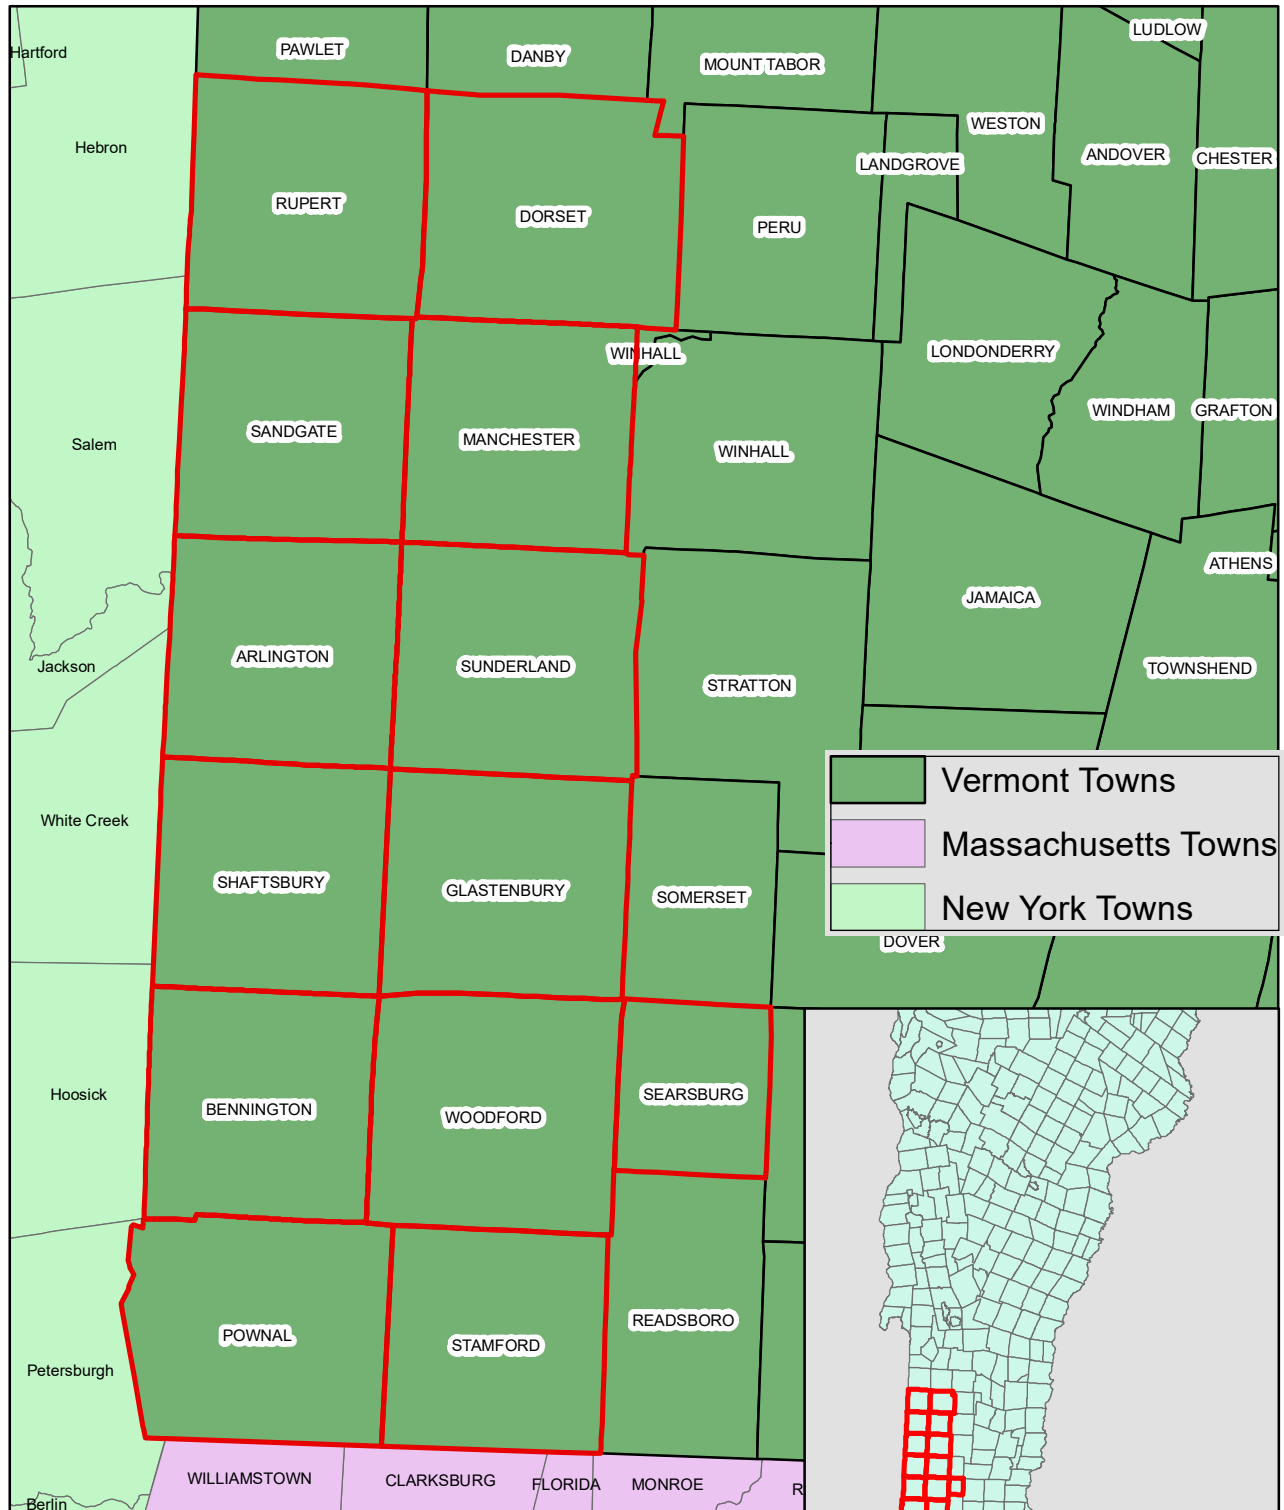 LUDLOW
Hartford
PAWLET
DANBY
MOUNT TABOR
WESTON
Hebron
ANDOVER
CHESTER
LANDGROVE
RUPERT
DORSET
PERU
WINHALL
LONDONDERRY
WINDHAM
GRAFTON
Salem
SANDGATE
MANCHESTER
WINHALL
ATHENS
JAMAICA
Jackson
ARLINGTON
SUNDERLAND
STRATTON
TOWNSHEND
Vermont Towns
Massachusetts Towns
New York Towns
White Creek
SHAFTSBURY
GLASTENBURY
SOMERSET
DOVER
Hoosick
BENNINGTON
WOODFORD
SEARSBURG
POWNAL
STAMFORD
READSBORO
Petersburgh
WILLIAMSTOWN
CLARKSBURG
FLORIDA
MONROE
R
Berlin